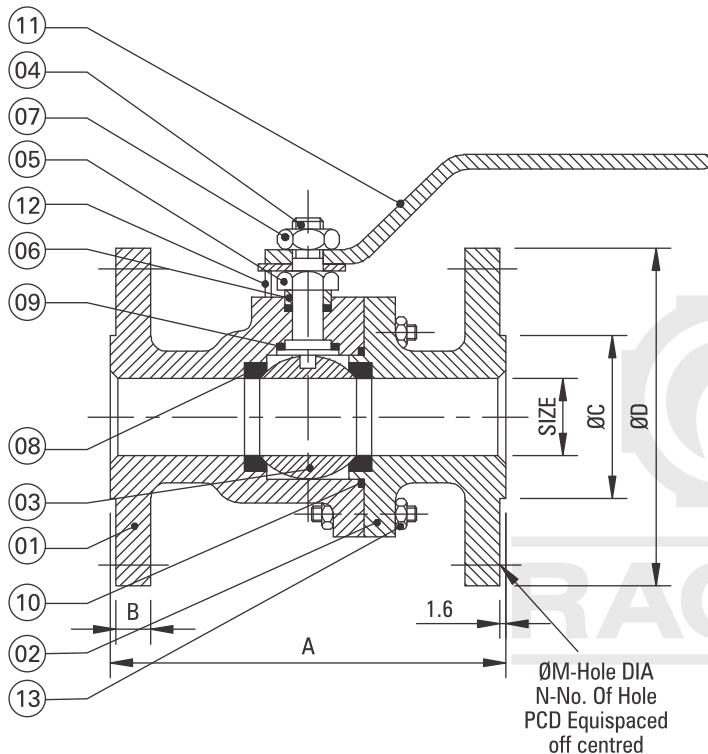 11
04
07
05
12
06
09
08
03
01
10
02
13
SIZE
ØC
ØD
B
A
1.6
ØM-Hole DIA
N-No. Of Hole
PCD Equispaced
off centred